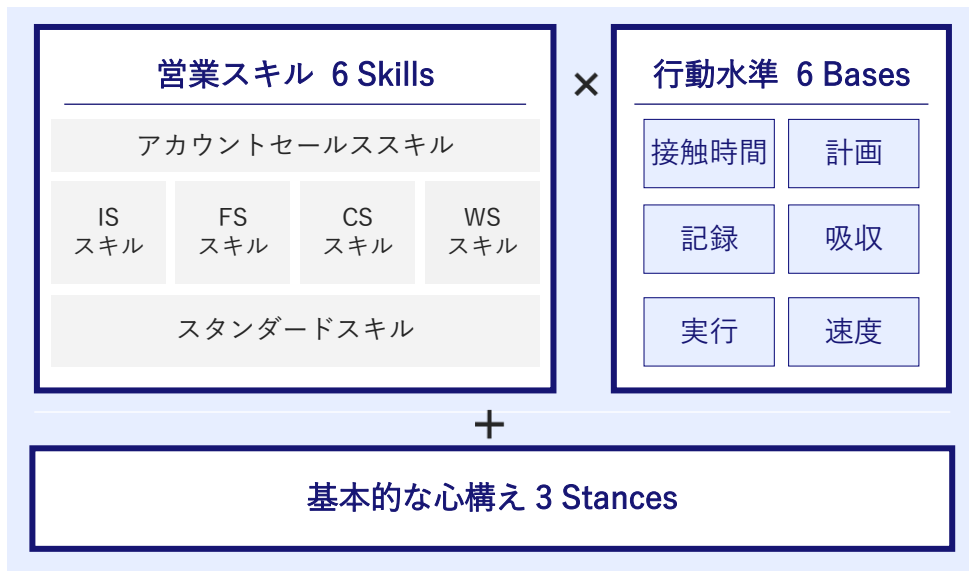 営業スキル 6 Skills
アカウントセールススキル
IS
スキル
FS
スキル
CS
スキル
WS
スキル
スタンダードスキル
×
行動水準 6 Bases
接触時間
計画
記録
吸収
実行
速度
+
基本的な心構え 3 Stances